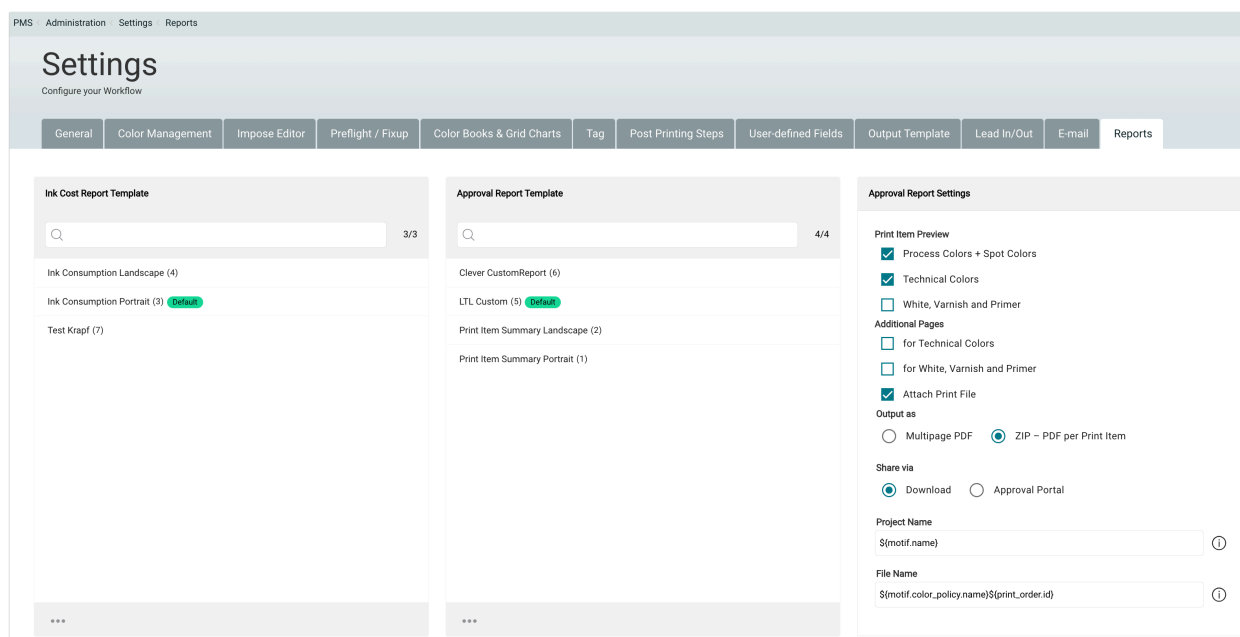 PMS Administration Settings Reports
Settings
Configure your Workflow
General Color Management Impose Editor Preflight / Fixup Color Books & Grid Charts Tag Post Printing Steps User-defined Fields Output Template Lead In/Out E-mail Reports
Ink Cost Report Template
3/3
Ink Consumption Landscape (4)
Ink Consumption Portrait (3) Default
Test Krapf (7)
Approval Report Template
4/4
Clever CustomReport (6)
LTL Custom (5) Default
Print Item Summary Landscape (2)
Print Item Summary Portrait (1)
Approval Report Settings
Print Item Preview
Process Colors + Spot Colors
Technical Colors
White, Varnish and Primer
Additional Pages
for Technical Colors
for White, Varnish and Primer
Attach Print File
Output as
Multipage PDF ZIP – PDF per Print Item
Share via
Download Approval Portal
Project Name
${motif.name}
File Name
${motif.color_policy.name}${print_order.id}